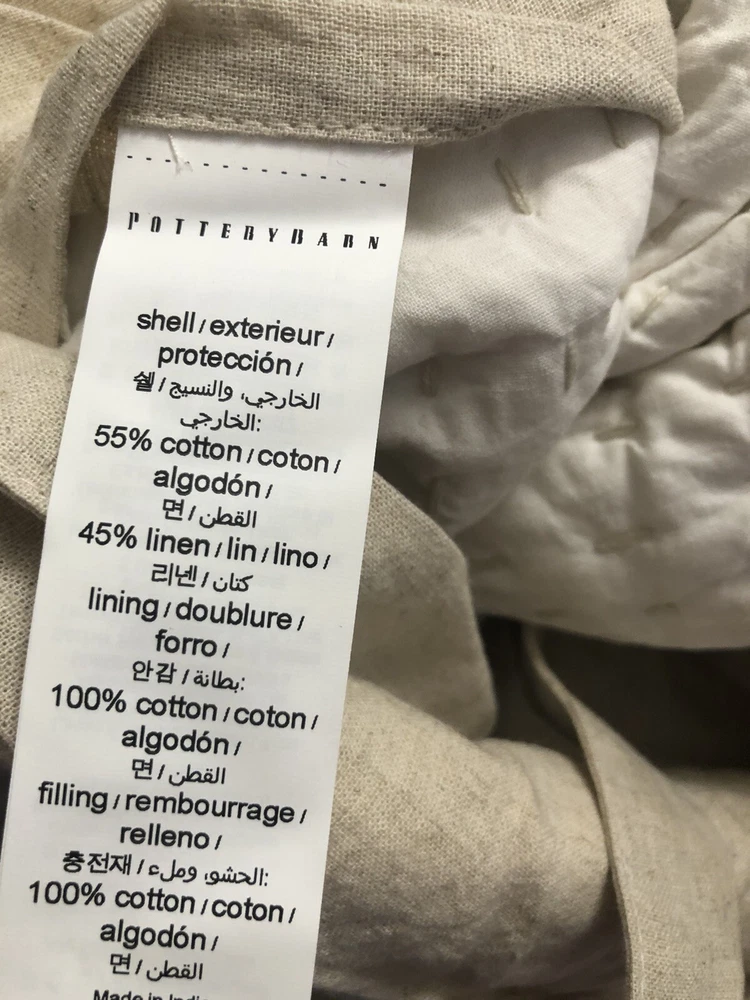 POTTERYBARN
shell / exterieur /
protección /
쉘 / الخارجي، والنسيج
الخارجي:
55% cotton / coton /
algodón /
면 / القطن
45% linen / lin / lino /
리넨 / كتان
lining / doublure /
forro /
안감 / بطانة:
100% cotton / coton /
algodón /
면 / القطن
filling / rembourrage /
relleno /
충전재 / الحشو، وملء:
100% cotton / coton /
algodón /
면 / القطن
Made in